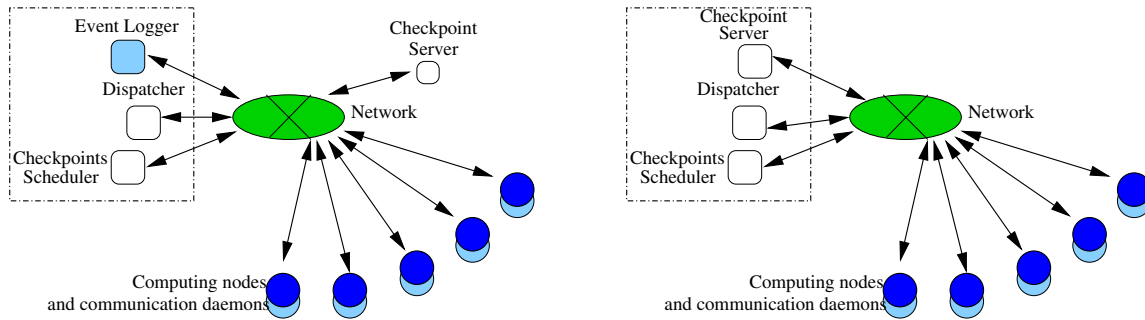 Event Logger
Checkpoint
Server
Dispatcher
Network
Checkpoints
Scheduler
Computing nodes
and communication daemons
Checkpoint
Server
Dispatcher
Network
Checkpoints
Scheduler
Computing nodes
and communication daemons